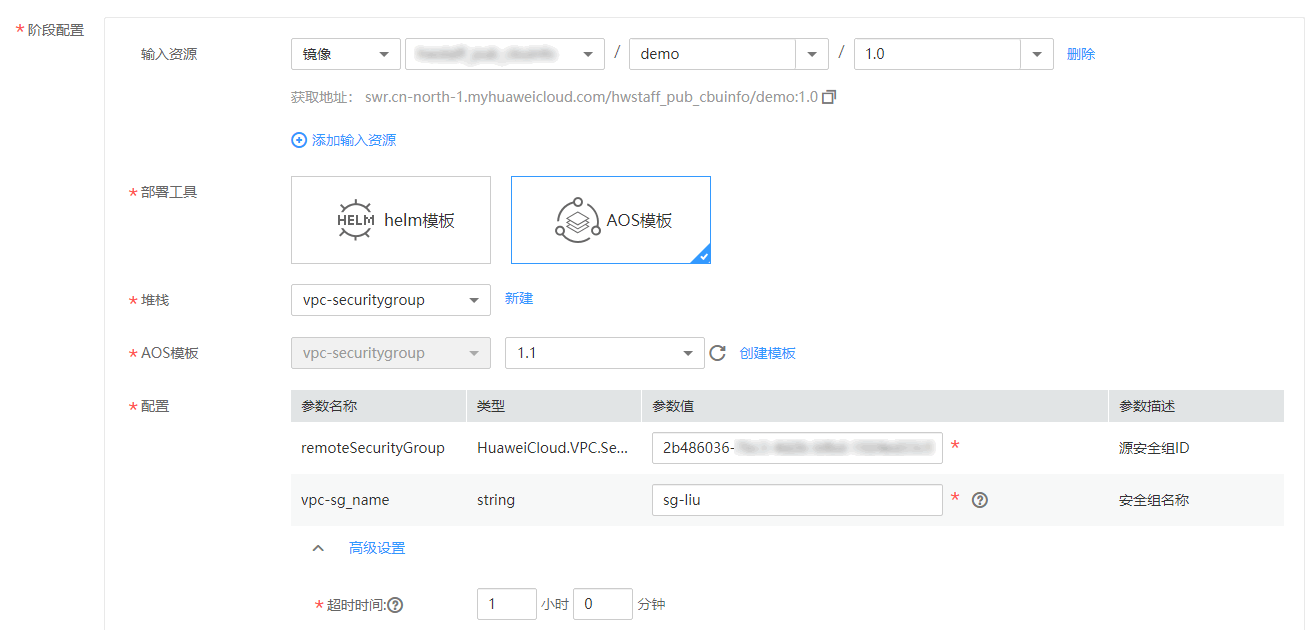 * 阶段配置
输入资源 镜像 / demo / 1.0 删除
获取地址: swr.cn-north-1.myhuaweicloud.com/hwstaff_pub_cbuinfo/demo:1.0
添加输入资源
* 部署工具 HELM helm模板 AOS模板
* 堆栈 vpc-securitygroup 新建
* AOS模板 vpc-securitygroup 1.1 创建模板
* 配置 参数名称 类型 参数值 参数描述
remoteSecurityGroup HuaweiCloud.VPC.Se... 2b486036- * 源安全组ID
vpc-sg_name string sg-liu * 安全组名称
高级设置
* 超时时间: 1 小时 0 分钟